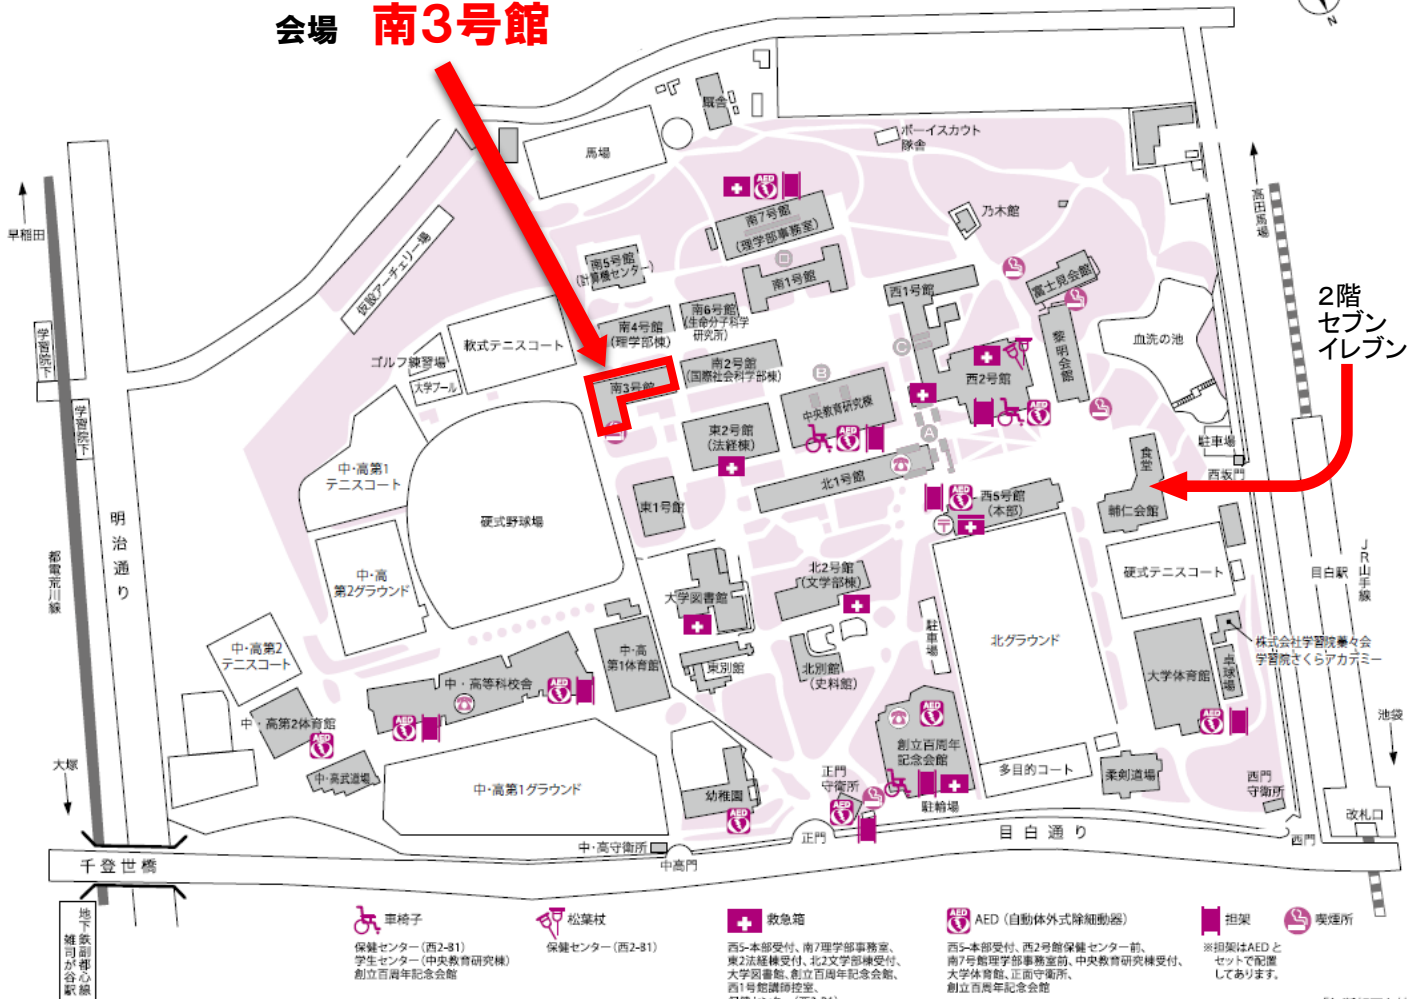 会場 南3号館
N
厩舎
馬場
ボーイスカウト
隊舎
高田馬場
早稲田
仮設アーチェリー場
南7号館
(理学部事務室)
乃木館
南5号館
(計算機センター)
南1号館
西1号館
富士見会館
2階
セブン
イレブン
南6号館
(生命分子科学
研究所)
南4号館
(理学部棟)
軟式テニスコート
ゴルフ練習場
大学プール
学習院下
学習院下
南2号館
(国際社会科学部棟)
南3号館
C
B
A
西2号館
黎明会館
血洗の池
中央教育研究棟
東2号館
(法経棟)
駐車場
西坂門
食堂
輔仁会館
中・高第1
テニスコート
北1号館
西5号館
(本部)
東1号館
硬式野球場
明治通り
都電荒川線
中・高
第2グラウンド
大学図書館
北2号館
(文学部棟)
硬式テニスコート
目白駅
JR山手線
駐車場
北グラウンド
株式会社学習院蓁々会
学習院さくらアカデミー
中・高第2
テニスコート
中・高
第1体育館
東別館
北別館
(史料館)
大学体育館
卓球場
中・高等科校舎
中・高第2体育館
池袋
創立百周年
記念会館
大塚
中・高武道場
中・高第1グラウンド
幼稚園
正門
守衛所
多目的コート
柔剣道場
西門
守衛所
駐輪場
改札口
正門
目白通り
西門
中・高守衛所
中高門
千登世橋
地下鉄副都心線
雑司が谷駅
車椅子
保健センター(西2-B1)
学生センター(中央教育研究棟)
創立百周年記念会館
松葉杖
保健センター(西2-B1)
救急箱
西5-本部受付、南7理学部事務室、
東2法経棟受付、北2文学部棟受付、
大学図書館、創立百周年記念会館、
西1号館講師控室、
AED
AED(自動体外式除細動器)
西5-本部受付、西2号館保健センター前、
南7号館理学部事務室前、中央教育研究棟受付、
大学体育館、正面守衛所、
創立百周年記念会館
担架
※担架はAEDと
セットで配置
してあります。
喫煙所